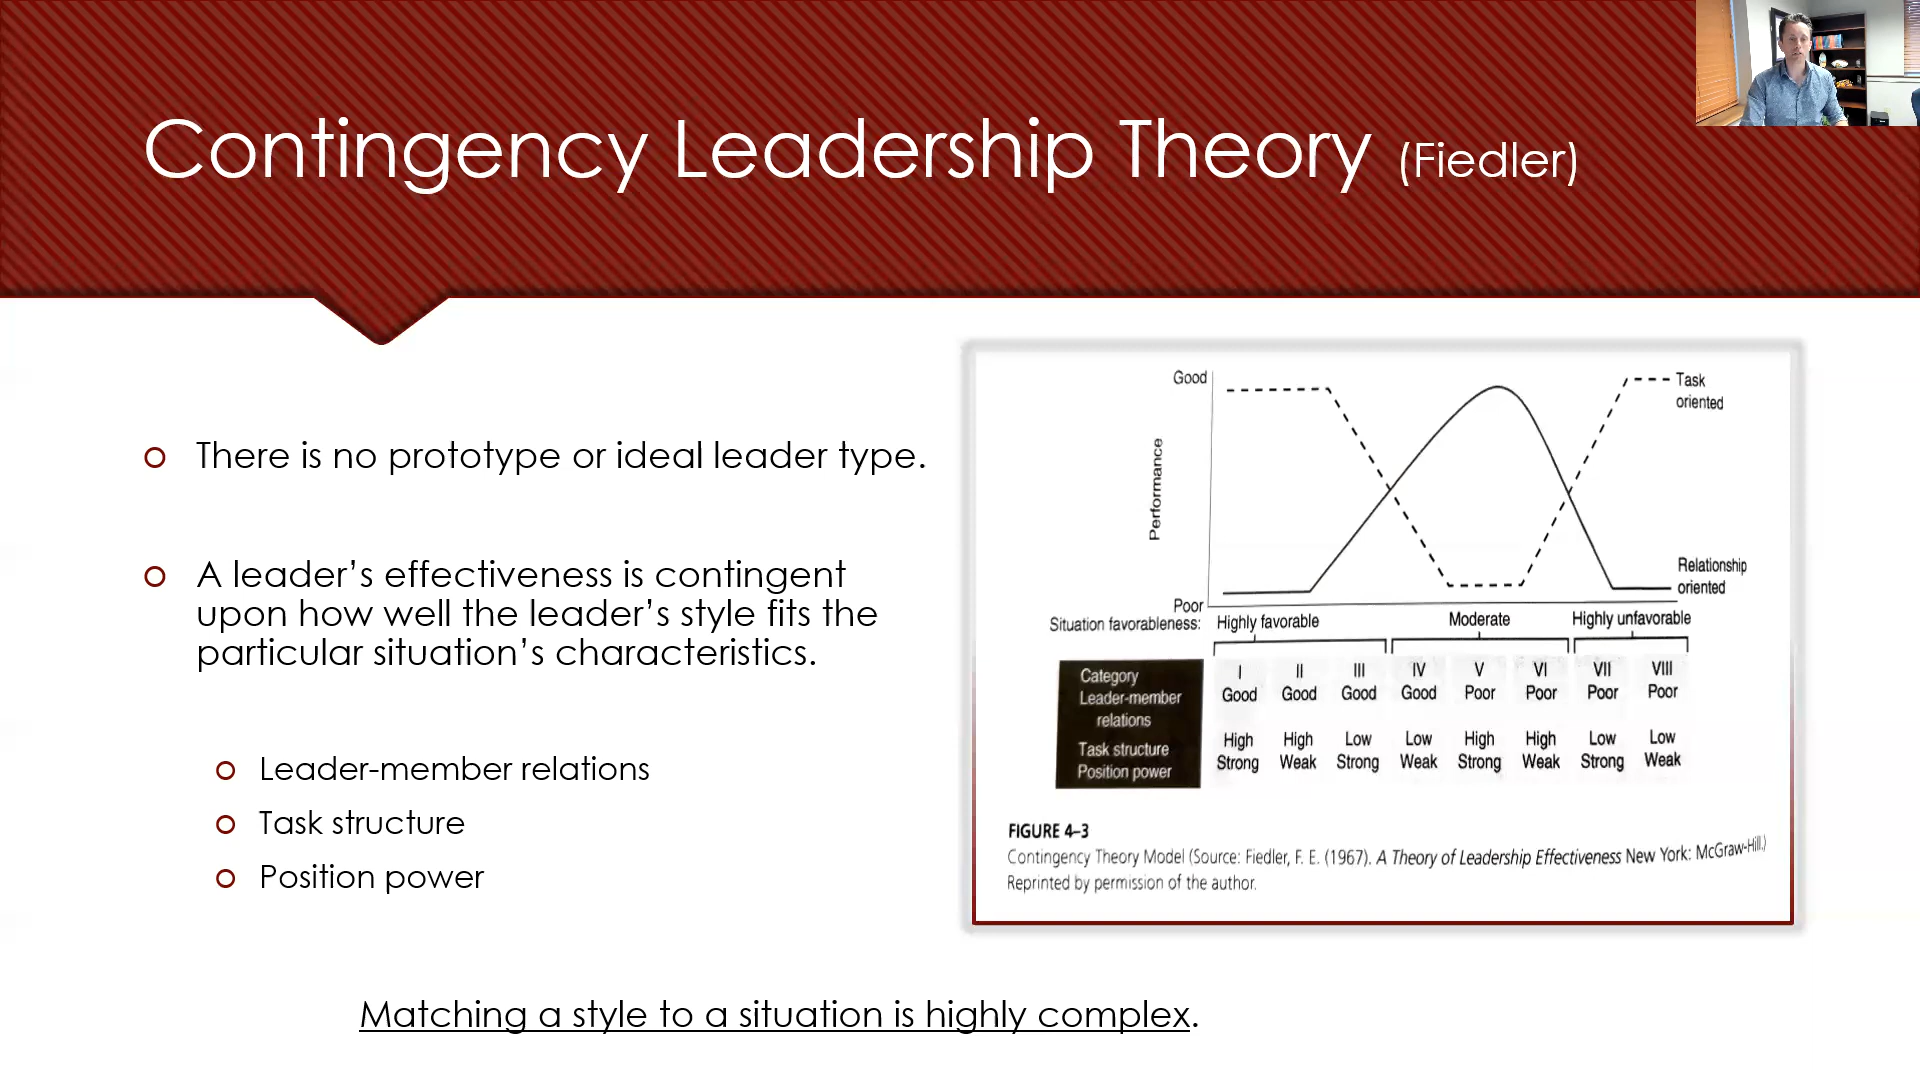 Contingency Leadership Theory (Fiedler)
There is no prototype or ideal leader type.
A leader’s effectiveness is contingent
upon how well the leader’s style fits the
particular situation’s characteristics.
Leader-member relations
Task structure
Position power
Matching a style to a situation is highly complex.
Good
Performance
Poor
Task
oriented
Relationship
oriented
Situation favorableness: Highly favorable Moderate Highly unfavorable
Category I II III IV V VI VII VIII
Leader-member Good Good Good Good Poor Poor Poor Poor
relations
Task structure High High Low Low High High Low Low
Position power Strong Weak Strong Weak Strong Weak Strong Weak
FIGURE 4–3
Contingency Theory Model (Source: Fiedler, F. E. (1967). A Theory of Leadership Effectiveness New York: McGraw-Hill.)
Reprinted by permission of the author.